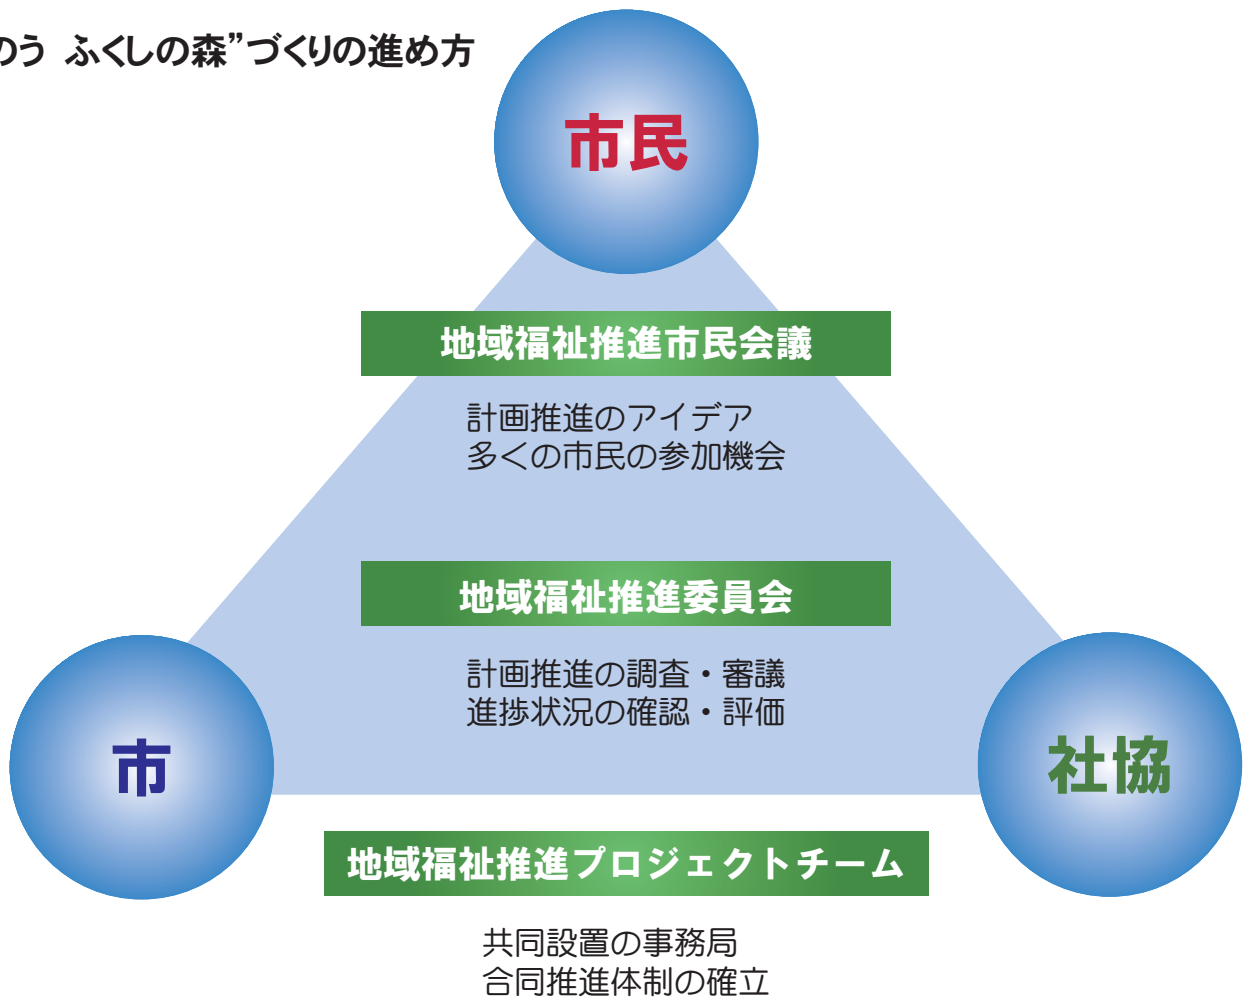 のう ふくしの森”づくりの進め方
市民
地域福祉推進市民会議
計画推進のアイデア
多くの市民の参加機会
地域福祉推進委員会
計画推進の調査・審議
進捗状況の確認・評価
市
社協
地域福祉推進プロジェクトチーム
共同設置の事務局
合同推進体制の確立